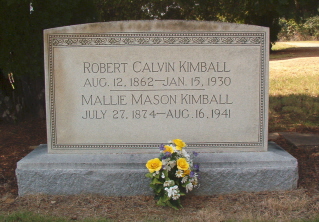 ROBERT CALVIN KIMBALL
AUG. 12, 1862—JAN. 15, 1930
MALLIE MASON KIMBALL
JULY 27, 1874—AUG. 16, 1941